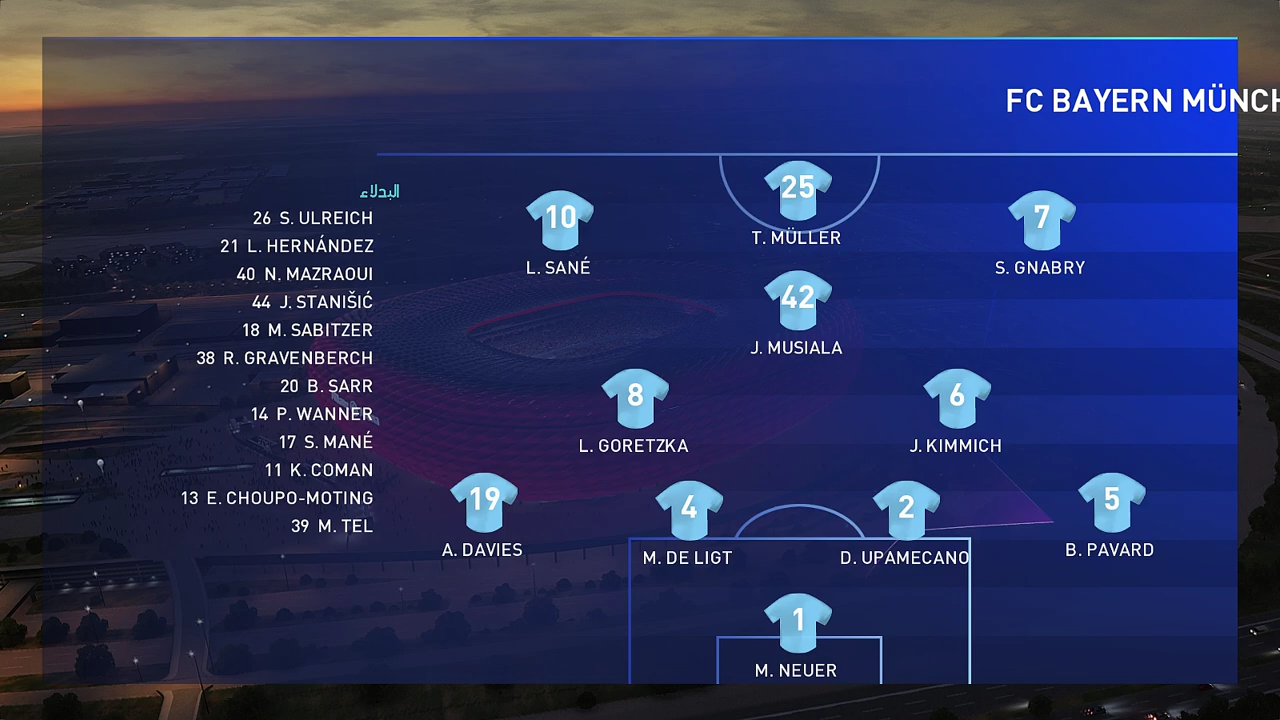 FC BAYERN MÜNCH
البدلاء
26 S. ULREICH
21 L. HERNÁNDEZ
40 N. MAZRAOUI
44 J. STANIŠIĆ
18 M. SABITZER
38 R. GRAVENBERCH
20 B. SARR
14 P. WANNER
17 S. MANÉ
11 K. COMAN
13 E. CHOUPO-MOTING
39 M. TEL
25
T. MÜLLER
10
L. SANÉ
7
S. GNABRY
42
J. MUSIALA
8
L. GORETZKA
6
J. KIMMICH
19
A. DAVIES
4
M. DE LIGT
2
D. UPAMECANO
5
B. PAVARD
1
M. NEUER